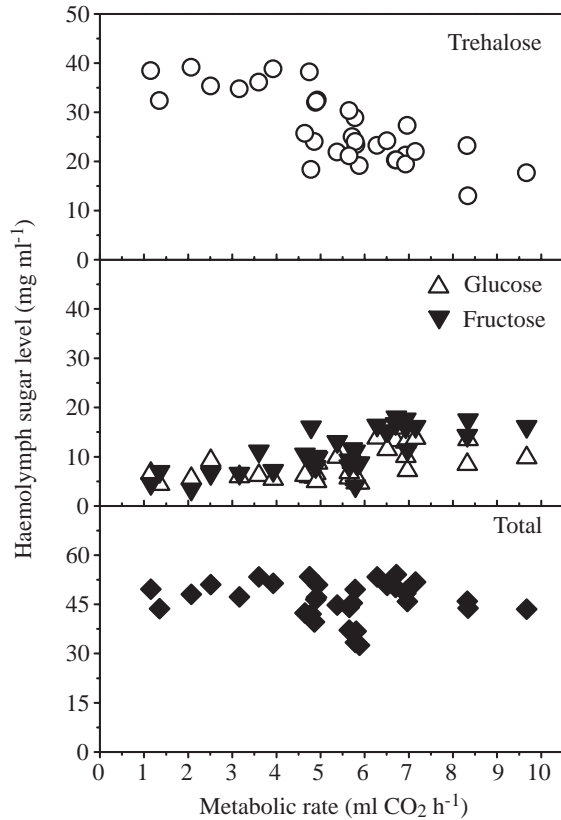 50
Trehalose
40
30
20
10
0
Glucose
Fructose
40
30
20
10
0
Total
60
45
30
15
0
0 1 2 3 4 5 6 7 8 9 10
Haemolymph sugar level (mg ml⁻¹)
Metabolic rate (ml CO₂ h⁻¹)